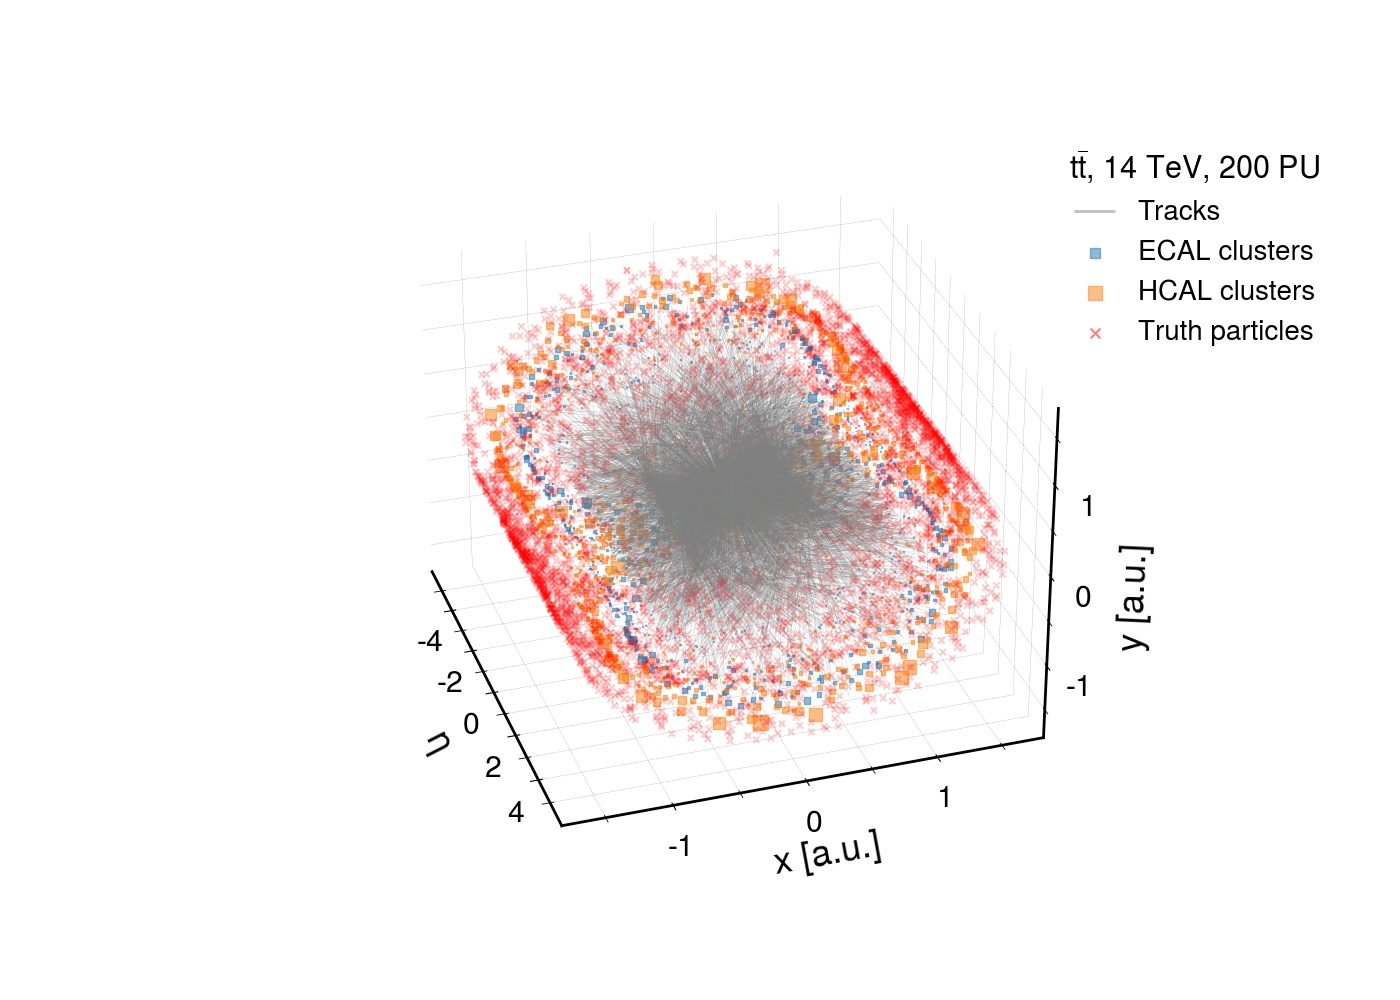 tt̄, 14 TeV, 200 PU
Tracks
ECAL clusters
HCAL clusters
Truth particles
1
0
-1
y [a.u.]
-4
-2
0
2
4
η
-1
0
1
x [a.u.]